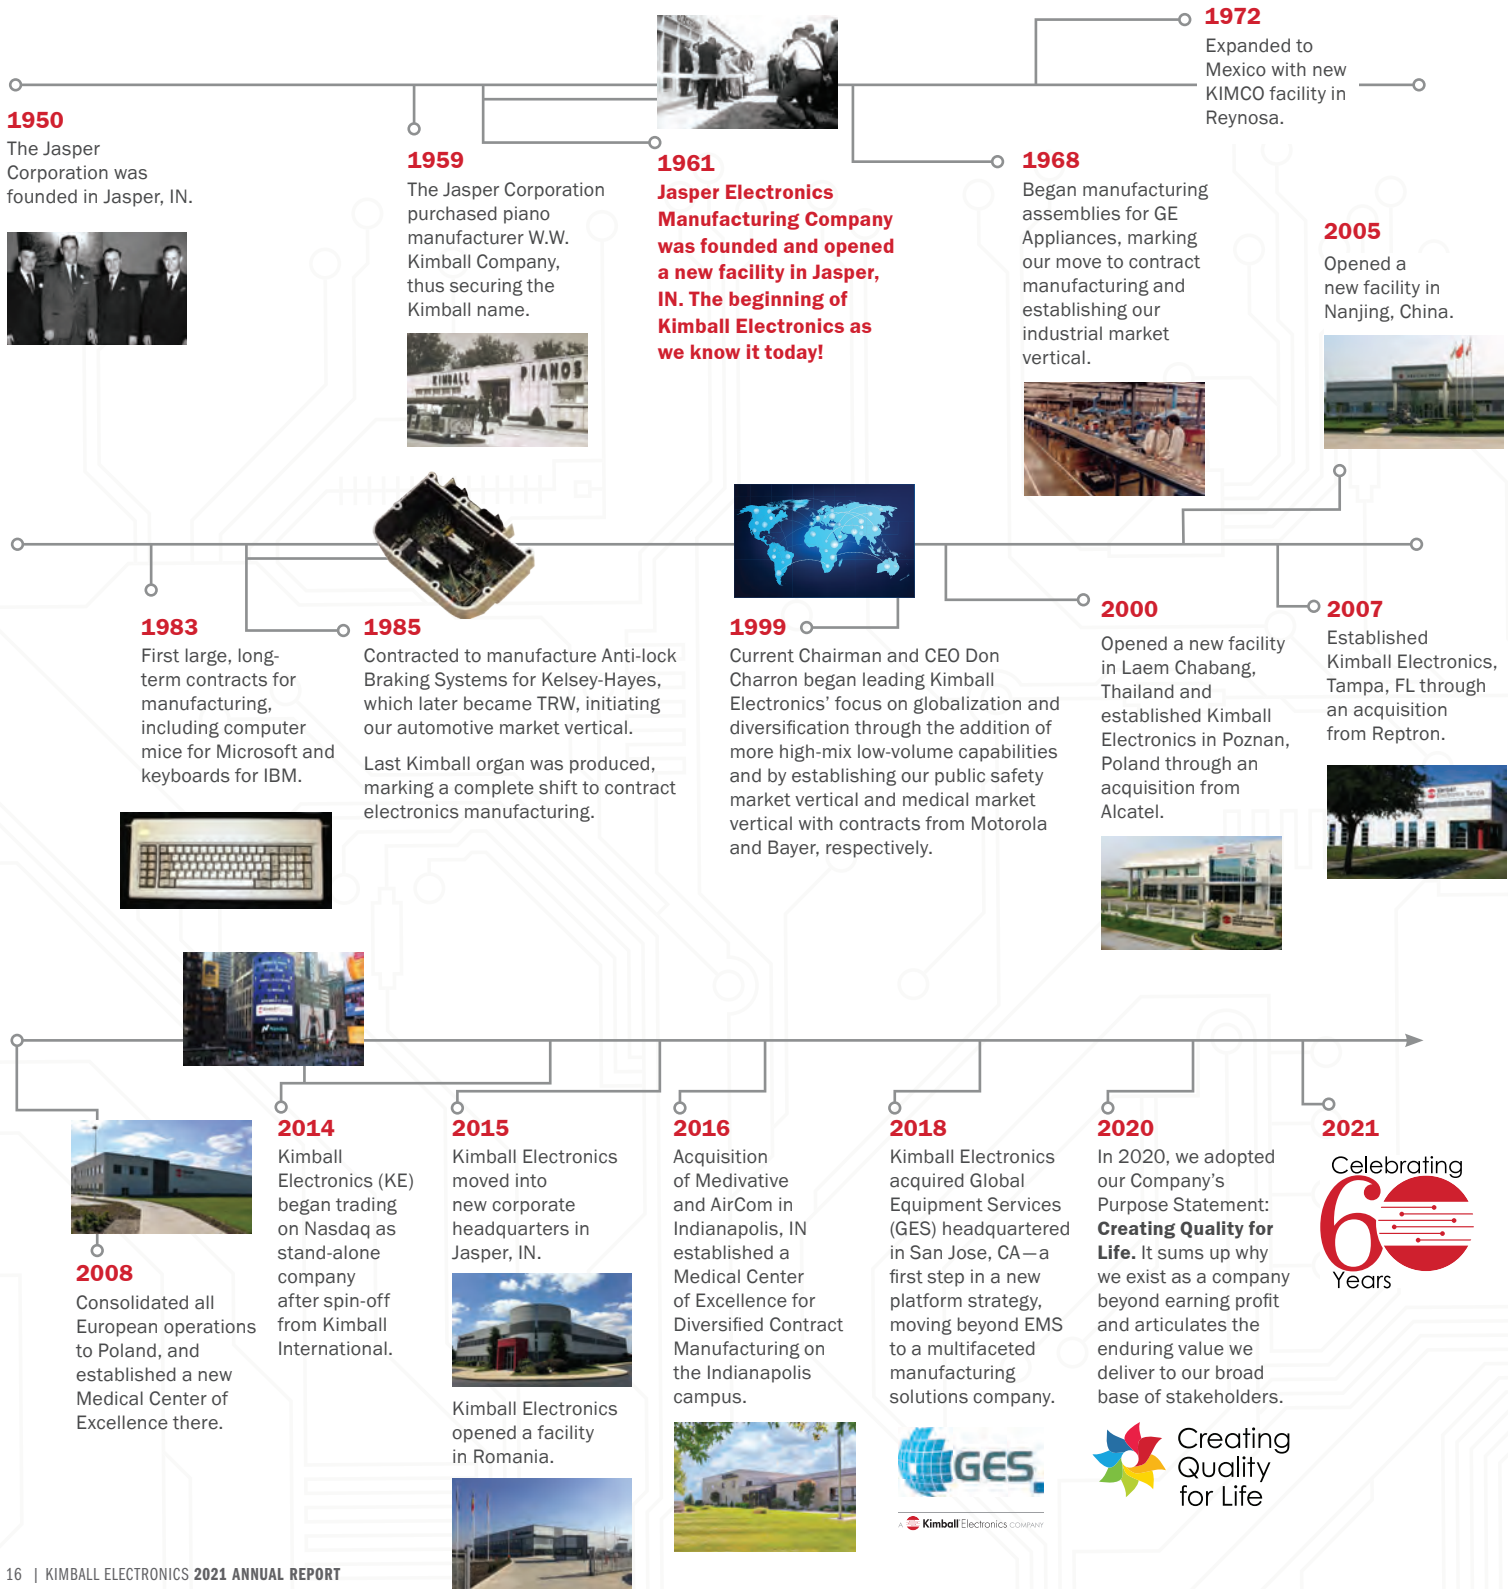 1950
The Jasper
Corporation was
founded in Jasper, IN.
1959
The Jasper Corporation
purchased piano
manufacturer W.W.
Kimball Company,
thus securing the
Kimball name.
KIMBALL PIANOS
1961
Jasper Electronics
Manufacturing Company
was founded and opened
a new facility in Jasper,
IN. The beginning of
Kimball Electronics as
we know it today!
1968
Began manufacturing
assemblies for GE
Appliances, marking
our move to contract
manufacturing and
establishing our
industrial market
vertical.
1972
Expanded to
Mexico with new
KIMCO facility in
Reynosa.
1983
First large, long-
term contracts for
manufacturing,
including computer
mice for Microsoft and
keyboards for IBM.
1985
Contracted to manufacture Anti-lock
Braking Systems for Kelsey-Hayes,
which later became TRW, initiating
our automotive market vertical.
Last Kimball organ was produced,
marking a complete shift to contract
electronics manufacturing.
1999
Current Chairman and CEO Don
Charron began leading Kimball
Electronics’ focus on globalization and
diversification through the addition of
more high-mix low-volume capabilities
and by establishing our public safety
market vertical and medical market
vertical with contracts from Motorola
and Bayer, respectively.
2000
Opened a new facility
in Laem Chabang,
Thailand and
established Kimball
Electronics in Poznan,
Poland through an
acquisition from
Alcatel.
2005
Opened a
new facility in
Nanjing, China.
2007
Established
Kimball Electronics,
Tampa, FL through
an acquisition
from Reptron.
2008
Consolidated all
European operations
to Poland, and
established a new
Medical Center of
Excellence there.
2014
Kimball
Electronics (KE)
began trading
on Nasdaq as
stand-alone
company
after spin-off
from Kimball
International.
2015
Kimball Electronics
moved into
new corporate
headquarters in
Jasper, IN.
Kimball Electronics
opened a facility
in Romania.
2016
Acquisition
of Medivative
and AirCom in
Indianapolis, IN
established a
Medical Center
of Excellence for
Diversified Contract
Manufacturing on
the Indianapolis
campus.
2018
Kimball Electronics
acquired Global
Equipment Services
(GES) headquartered
in San Jose, CA—a
first step in a new
platform strategy,
moving beyond EMS
to a multifaceted
manufacturing
solutions company.
GES
A Kimball Electronics COMPANY
2020
In 2020, we adopted
our Company’s
Purpose Statement:
Creating Quality for
Life. It sums up why
we exist as a company
beyond earning profit
and articulates the
enduring value we
deliver to our broad
base of stakeholders.
Creating
Quality
for Life
2021
Celebrating
60
Years
16 | KIMBALL ELECTRONICS 2021 ANNUAL REPORT